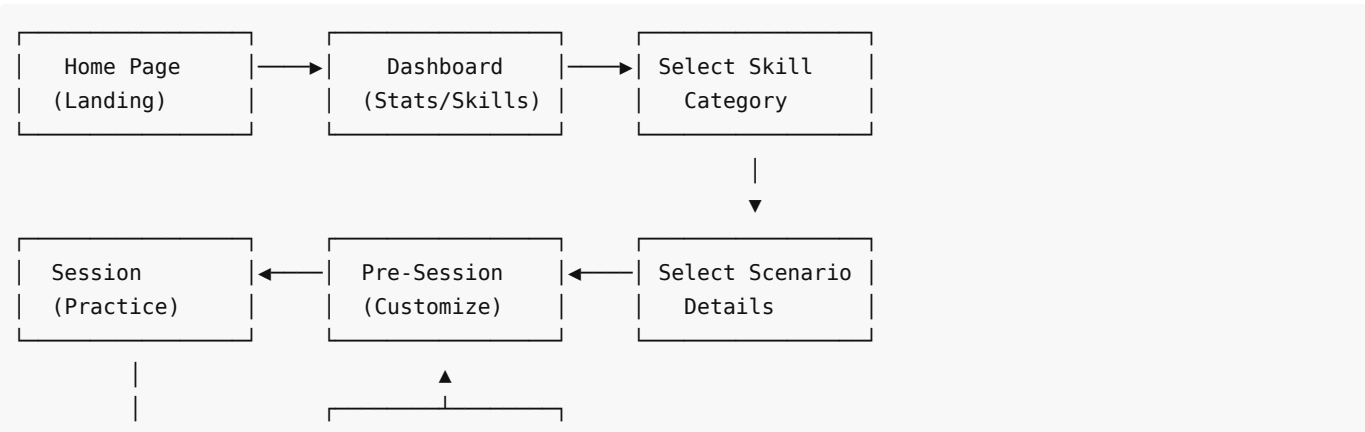 Home Page
(Landing)
Dashboard
(Stats/Skills)
Select Skill
Category
Session
(Practice)
Pre-Session
(Customize)
Select Scenario
Details